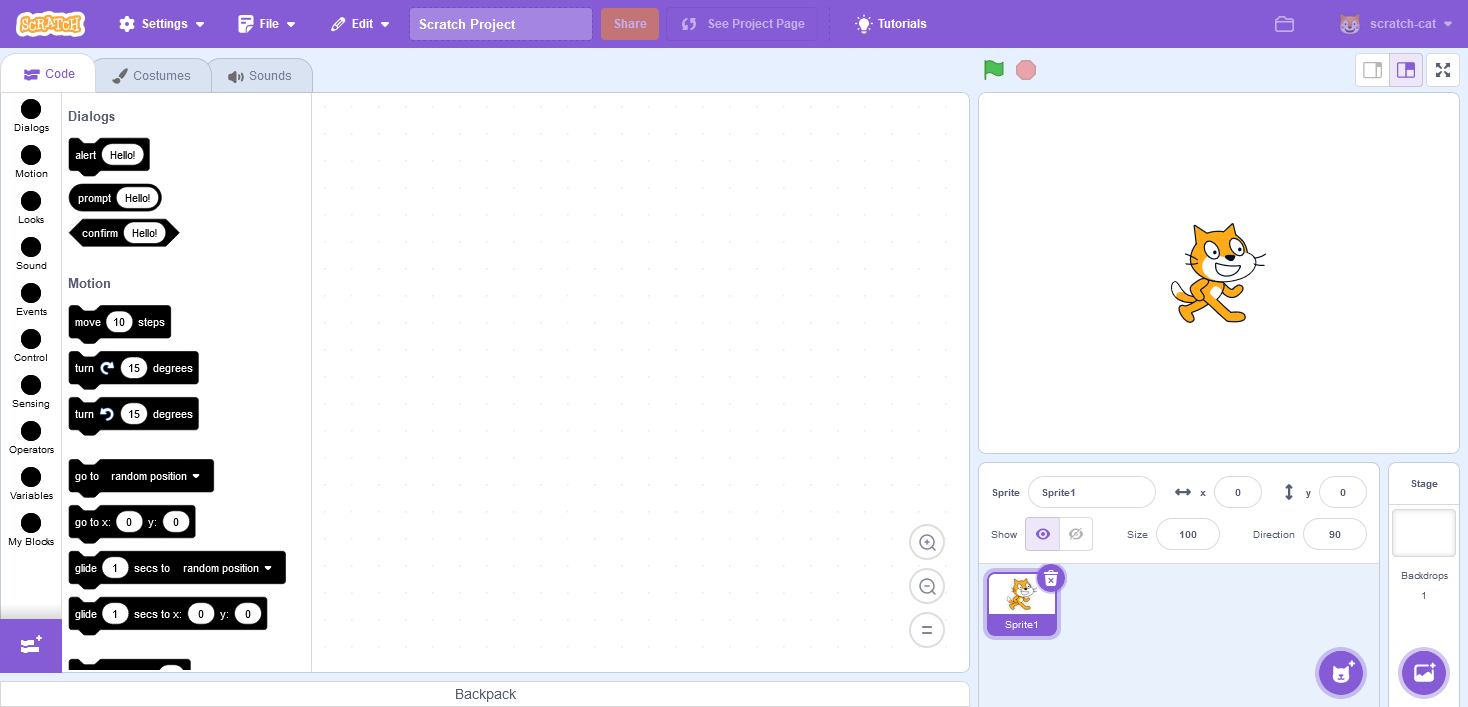 SCRATCH
Settings
File
Edit
Scratch Project
Share
See Project Page
Tutorials
scratch-cat
Code
Costumes
Sounds
Dialogs
Motion
Looks
Sound
Events
Control
Sensing
Operators
Variables
My Blocks
Dialogs
alert Hello!
prompt Hello!
confirm Hello!
Motion
move 10 steps
turn 15 degrees
turn 15 degrees
go to random position
go to x: 0 y: 0
glide 1 secs to random position
glide 1 secs to x: 0 y: 0
Backpack
Sprite Sprite1 x 0 y 0
Show Size 100 Direction 90
Sprite1
Stage
Backdrops
1